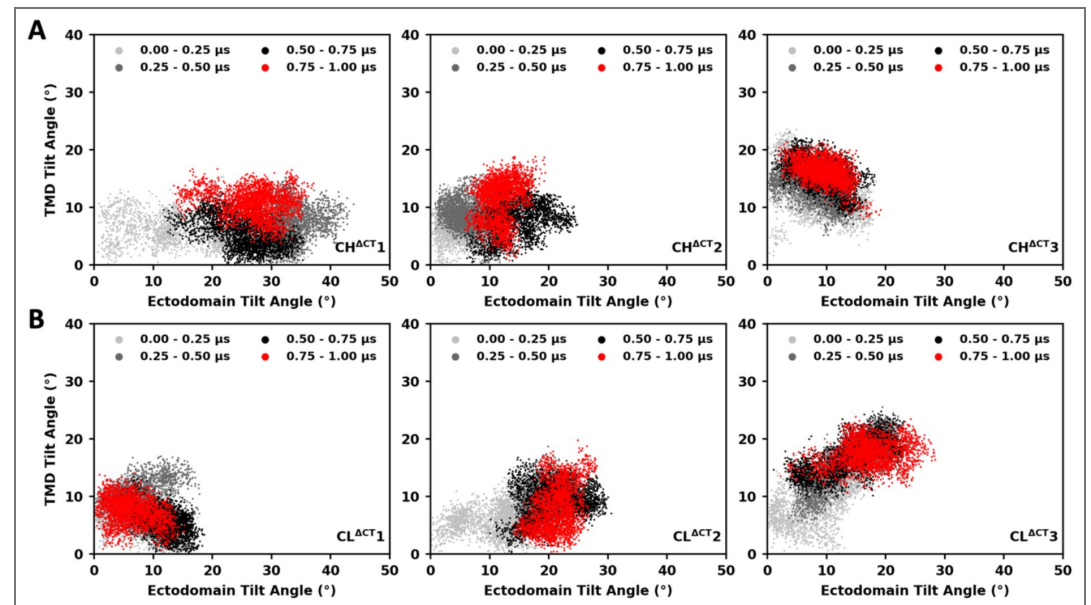 A
40
30
20
10
0
TMD Tilt Angle (°)
0.00 - 0.25 µs
0.25 - 0.50 µs
0.50 - 0.75 µs
0.75 - 1.00 µs
CH^ΔCT1
0 10 20 30 40 50
Ectodomain Tilt Angle (°)
40
30
20
10
0
0.00 - 0.25 µs
0.25 - 0.50 µs
0.50 - 0.75 µs
0.75 - 1.00 µs
CH^ΔCT2
0 10 20 30 40 50
Ectodomain Tilt Angle (°)
40
30
20
10
0
0.00 - 0.25 µs
0.25 - 0.50 µs
0.50 - 0.75 µs
0.75 - 1.00 µs
CH^ΔCT3
0 10 20 30 40 50
Ectodomain Tilt Angle (°)
B
40
30
20
10
0
TMD Tilt Angle (°)
0.00 - 0.25 µs
0.25 - 0.50 µs
0.50 - 0.75 µs
0.75 - 1.00 µs
CL^ΔCT1
0 10 20 30 40 50
Ectodomain Tilt Angle (°)
40
30
20
10
0
0.00 - 0.25 µs
0.25 - 0.50 µs
0.50 - 0.75 µs
0.75 - 1.00 µs
CL^ΔCT2
0 10 20 30 40 50
Ectodomain Tilt Angle (°)
40
30
20
10
0
0.00 - 0.25 µs
0.25 - 0.50 µs
0.50 - 0.75 µs
0.75 - 1.00 µs
CL^ΔCT3
0 10 20 30 40 50
Ectodomain Tilt Angle (°)